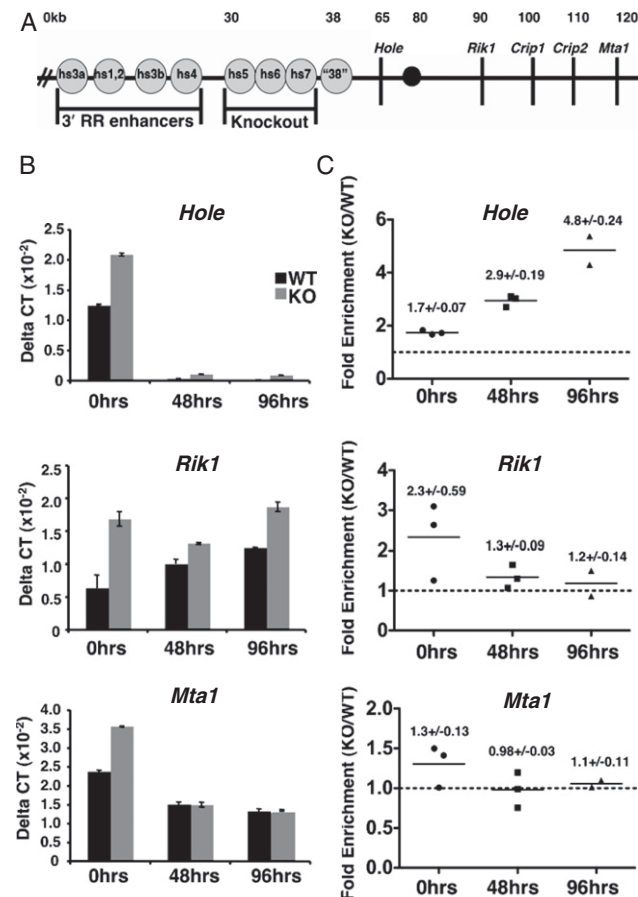 A
0kb 30 38 65 80 90 100 110 120
Hole Rik1 Crip1 Crip2 Mta1
hs3a hs1,2 hs3b hs4 hs5 hs6 hs7 "38"
3' RR enhancers Knockout
B
Hole
Delta CT (x10-2)
2.5
2.0
1.5
1.0
0.5
0
WT
KO
0hrs 48hrs 96hrs
Rik1
Delta CT (x10-2)
2.5
2.0
1.5
1.0
0.5
0
0hrs 48hrs 96hrs
Mta1
Delta CT (x10-2)
4.0
3.5
3.0
2.5
2.0
1.5
1.0
0.5
0
0hrs 48hrs 96hrs
C
Hole
Fold Enrichment (KO/WT)
6
4
2
0
1.7+/-0.07
2.9+/-0.19
4.8+/-0.24
0hrs 48hrs 96hrs
Rik1
Fold Enrichment (KO/WT)
4
3
2
1
0
2.3+/-0.59
1.3+/-0.09
1.2+/-0.14
0hrs 48hrs 96hrs
Mta1
Fold Enrichment (KO/WT)
2.0
1.5
1.0
0.5
0.0
1.3+/-0.13
0.98+/-0.03
1.1+/-0.11
0hrs 48hrs 96hrs